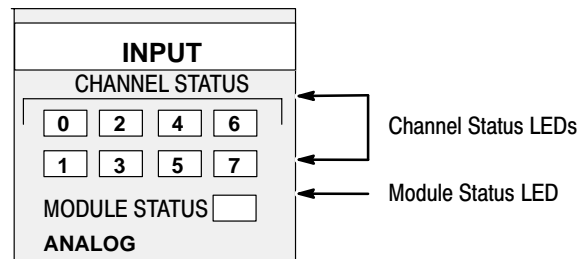 INPUT
CHANNEL STATUS
0 2 4 6
1 3 5 7
MODULE STATUS
ANALOG
Channel Status LEDs
Module Status LED